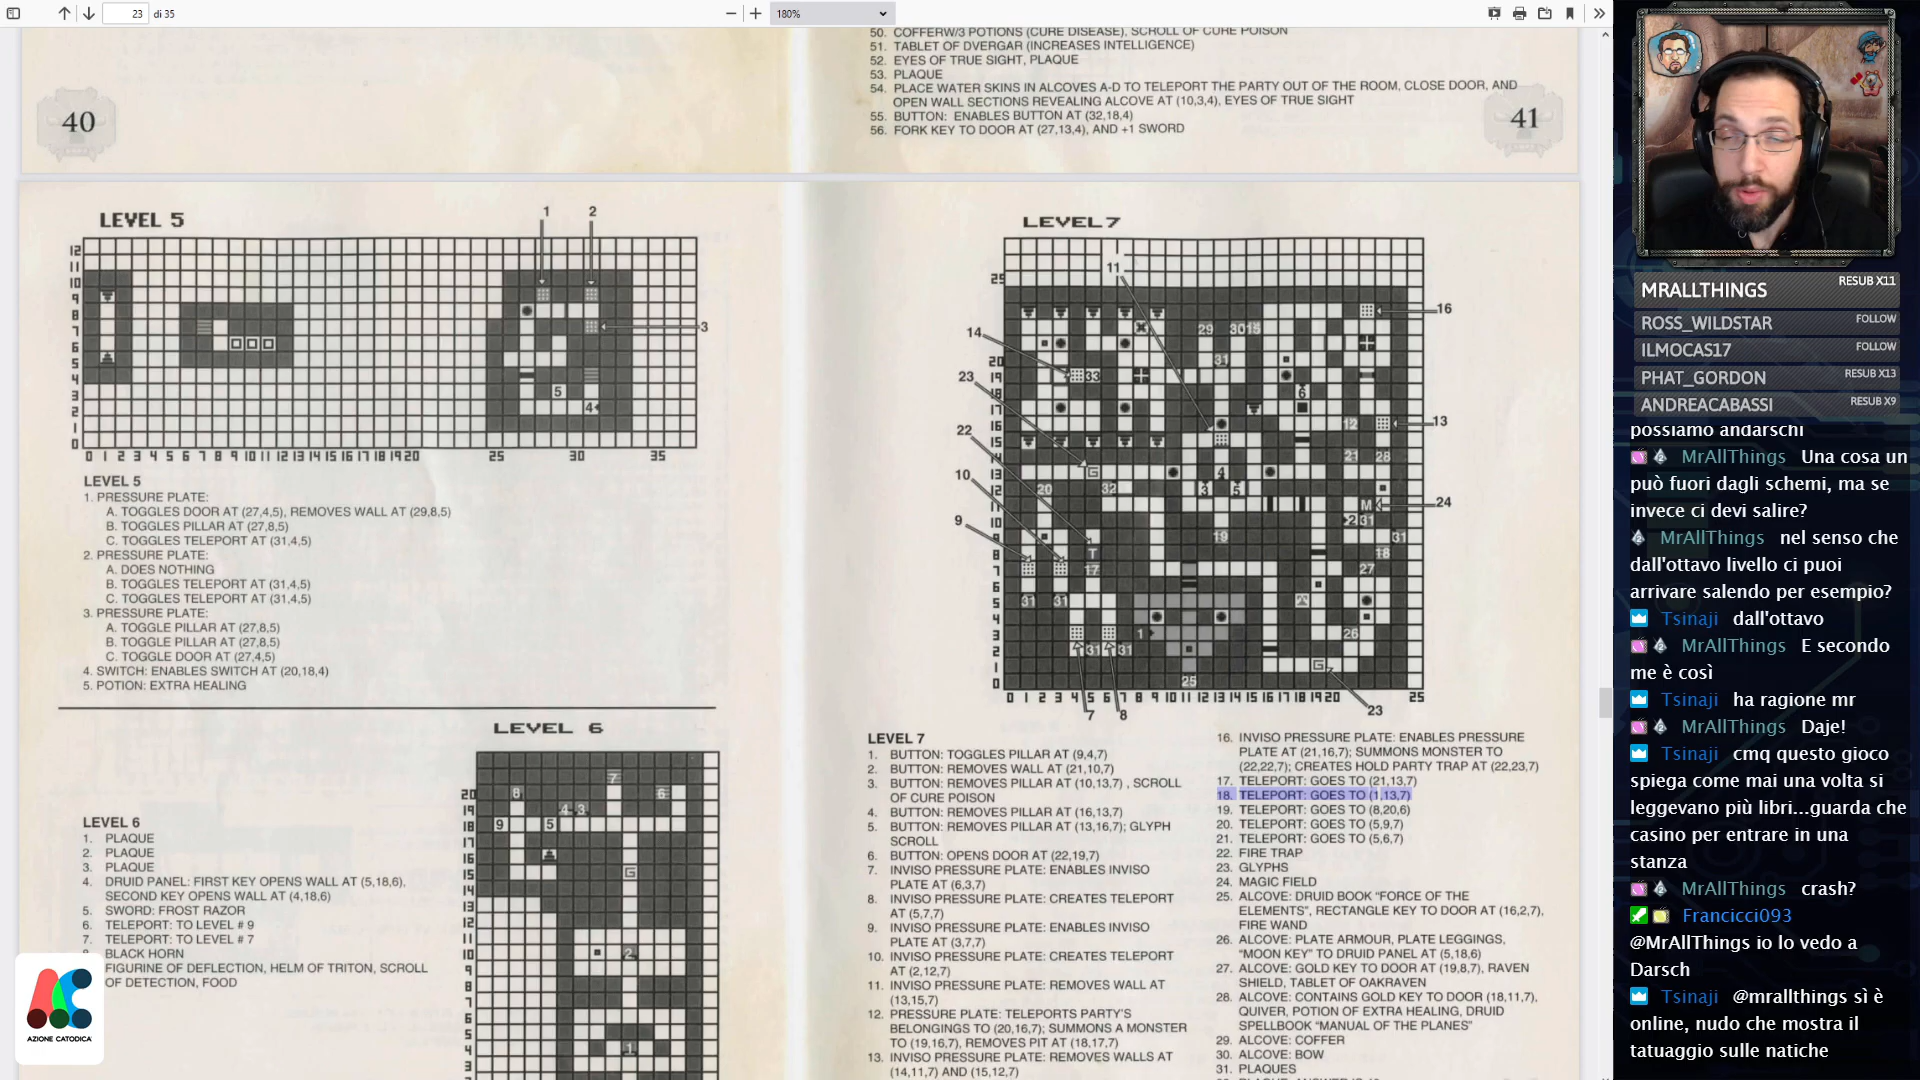 23 di 35
180%
50. COFFERW/3 POTIONS (CURE DISEASE), SCROLL OF CURE POISON
51. TABLET OF DVERGAR (INCREASES INTELLIGENCE)
52. EYES OF TRUE SIGHT, PLAQUE
53. PLAQUE
54. PLACE WATER SKINS IN ALCOVES A-D TO TELEPORT THE PARTY OUT OF THE ROOM, CLOSE DOOR, AND
OPEN WALL SECTIONS REVEALING ALCOVE AT (10,3,4), EYES OF TRUE SIGHT
55. BUTTON: ENABLES BUTTON AT (32,18,4)
56. FORK KEY TO DOOR AT (27,13,4), AND +1 SWORD
40
41
LEVEL 5
1 2
3
5
4
LEVEL 5
1. PRESSURE PLATE:
A. TOGGLES DOOR AT (27,4,5), REMOVES WALL AT (29,8,5)
B. TOGGLES PILLAR AT (27,8,5)
C. TOGGLES TELEPORT AT (31,4,5)
2. PRESSURE PLATE:
A. DOES NOTHING
B. TOGGLES TELEPORT AT (31,4,5)
C. TOGGLES TELEPORT AT (31,4,5)
3. PRESSURE PLATE:
A. TOGGLE PILLAR AT (27,8,5)
B. TOGGLE PILLAR AT (27,8,5)
C. TOGGLE DOOR AT (27,4,5)
4. SWITCH: ENABLES SWITCH AT (20,18,4)
5. POTION: EXTRA HEALING
LEVEL 6
LEVEL 6
1. PLAQUE
2. PLAQUE
3. PLAQUE
4. DRUID PANEL: FIRST KEY OPENS WALL AT (5,18,6),
SECOND KEY OPENS WALL AT (4,18,6)
5. SWORD: FROST RAZOR
6. TELEPORT: TO LEVEL # 9
7. TELEPORT: TO LEVEL # 7
BLACK HORN
FIGURINE OF DEFLECTION, HELM OF TRITON, SCROLL
OF DETECTION, FOOD
AZIONE CATODICA
LEVEL 7
11
16
14
23
13
22
10
24
9
7 8 23
LEVEL 7
1. BUTTON: TOGGLES PILLAR AT (9,4,7)
2. BUTTON: REMOVES WALL AT (21,10,7)
3. BUTTON: REMOVES PILLAR AT (10,13,7) , SCROLL
OF CURE POISON
4. BUTTON: REMOVES PILLAR AT (16,13,7)
5. BUTTON: REMOVES PILLAR AT (13,16,7); GLYPH
SCROLL
6. BUTTON: OPENS DOOR AT (22,19,7)
7. INVISO PRESSURE PLATE: ENABLES INVISO
PLATE AT (6,3,7)
8. INVISO PRESSURE PLATE: CREATES TELEPORT
AT (5,7,7)
9. INVISO PRESSURE PLATE: ENABLES INVISO
PLATE AT (3,7,7)
10. INVISO PRESSURE PLATE: CREATES TELEPORT
AT (2,12,7)
11. INVISO PRESSURE PLATE: REMOVES WALL AT
(13,15,7)
12. PRESSURE PLATE: TELEPORTS PARTY'S
BELONGINGS TO (20,16,7); SUMMONS A MONSTER
TO (19,16,7), REMOVES PIT AT (18,17,7)
13. INVISO PRESSURE PLATE: REMOVES WALLS AT
(14,11,7) AND (15,12,7)
16. INVISO PRESSURE PLATE: ENABLES PRESSURE
PLATE AT (21,16,7); SUMMONS MONSTER TO
(22,22,7); CREATES HOLD PARTY TRAP AT (22,23,7)
17. TELEPORT: GOES TO (21,13,7)
18. TELEPORT: GOES TO (1,13,7)
19. TELEPORT: GOES TO (8,20,6)
20. TELEPORT: GOES TO (5,9,7)
21. TELEPORT: GOES TO (5,6,7)
22. FIRE TRAP
23. GLYPHS
24. MAGIC FIELD
25. ALCOVE: DRUID BOOK "FORCE OF THE
ELEMENTS", RECTANGLE KEY TO DOOR AT (16,2,7),
FIRE WAND
26. ALCOVE: PLATE ARMOUR, PLATE LEGGINGS,
"MOON KEY" TO DRUID PANEL AT (5,18,6)
27. ALCOVE: GOLD KEY TO DOOR AT (19,8,7), RAVEN
SHIELD, TABLET OF OAKRAVEN
28. ALCOVE: CONTAINS GOLD KEY TO DOOR (18,11,7),
QUIVER, POTION OF EXTRA HEALING, DRUID
SPELLBOOK "MANUAL OF THE PLANES"
29. ALCOVE: COFFER
30. ALCOVE: BOW
31. PLAQUES
MRALLTHINGS RESUB X11
ROSS_WILDSTAR FOLLOW
ILMOCAS17 FOLLOW
PHAT_GORDON RESUB X13
ANDREACABASSI RESUB X9
possiamo andarschi
MrAllThings Una cosa un
può fuori dagli schemi, ma se
invece ci devi salire?
MrAllThings nel senso che
dall'ottavo livello ci puoi
arrivare salendo per esempio?
Tsinaji dall'ottavo
MrAllThings E secondo
me è così
Tsinaji ha ragione mr
MrAllThings Daje!
Tsinaji cmq questo gioco
spiega come mai una volta si
leggevano più libri...guarda che
casino per entrare in una
stanza
MrAllThings crash?
Francicci093
@MrAllThings io lo vedo a
Darsch
Tsinaji @mrallthings sì è
online, nudo che mostra il
tatuaggio sulle natiche